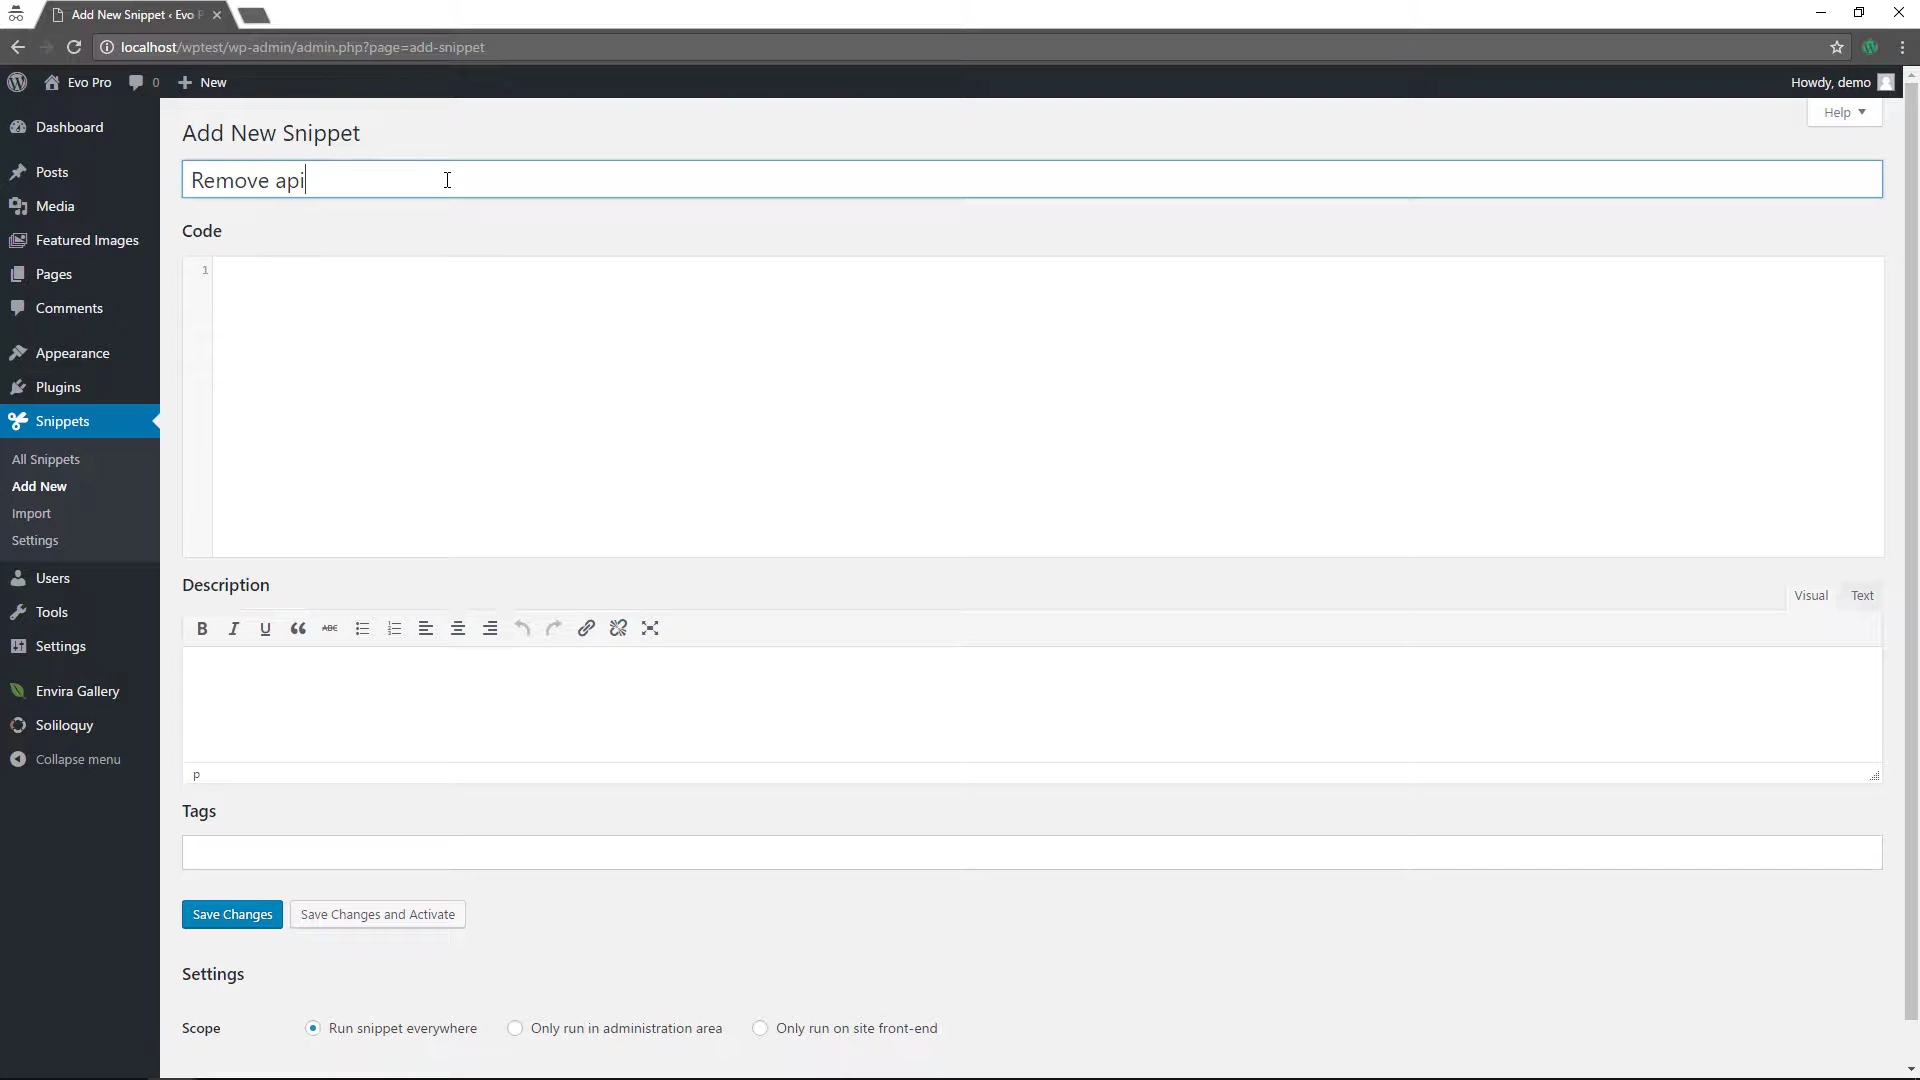 Add New Snippet ‹ Evo P
localhost/wptest/wp-admin/admin.php?page=add-snippet
Evo Pro
0
New
Howdy, demo
Help
Dashboard
Posts
Media
Featured Images
Pages
Comments
Appearance
Plugins
Snippets
All Snippets
Add New
Import
Settings
Users
Tools
Settings
Envira Gallery
Soliloquy
Collapse menu
Add New Snippet
Remove api
Code
1
Description
Visual
Text
B
I
U
ABC
p
Tags
Save Changes
Save Changes and Activate
Settings
Scope
Run snippet everywhere
Only run in administration area
Only run on site front-end